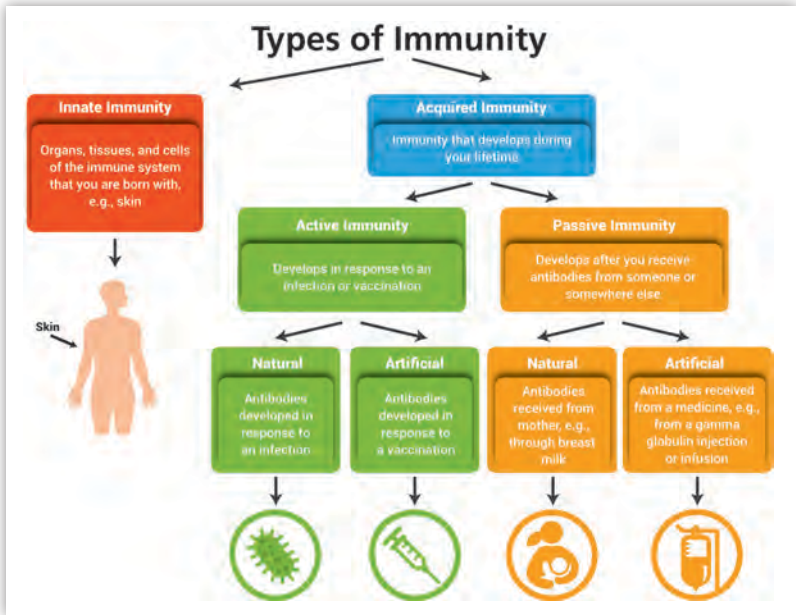 Types of Immunity
Innate Immunity
Organs, tissues, and cells
of the immune system
that you are born with,
e.g., skin
Skin
Acquired Immunity
Immunity that develops during
your lifetime
Active Immunity
Develops in response to an
infection or vaccination
Passive Immunity
Develops after you receive
antibodies from someone or
somewhere else
Natural
Antibodies
developed in
response to
an infection
Artificial
Antibodies
developed in
response to
a vaccination
Natural
Antibodies
received from
mother, e.g.,
through breast
milk
Artificial
Antibodies received
from a medicine, e.g.,
from a gamma
globulin injection
or infusion